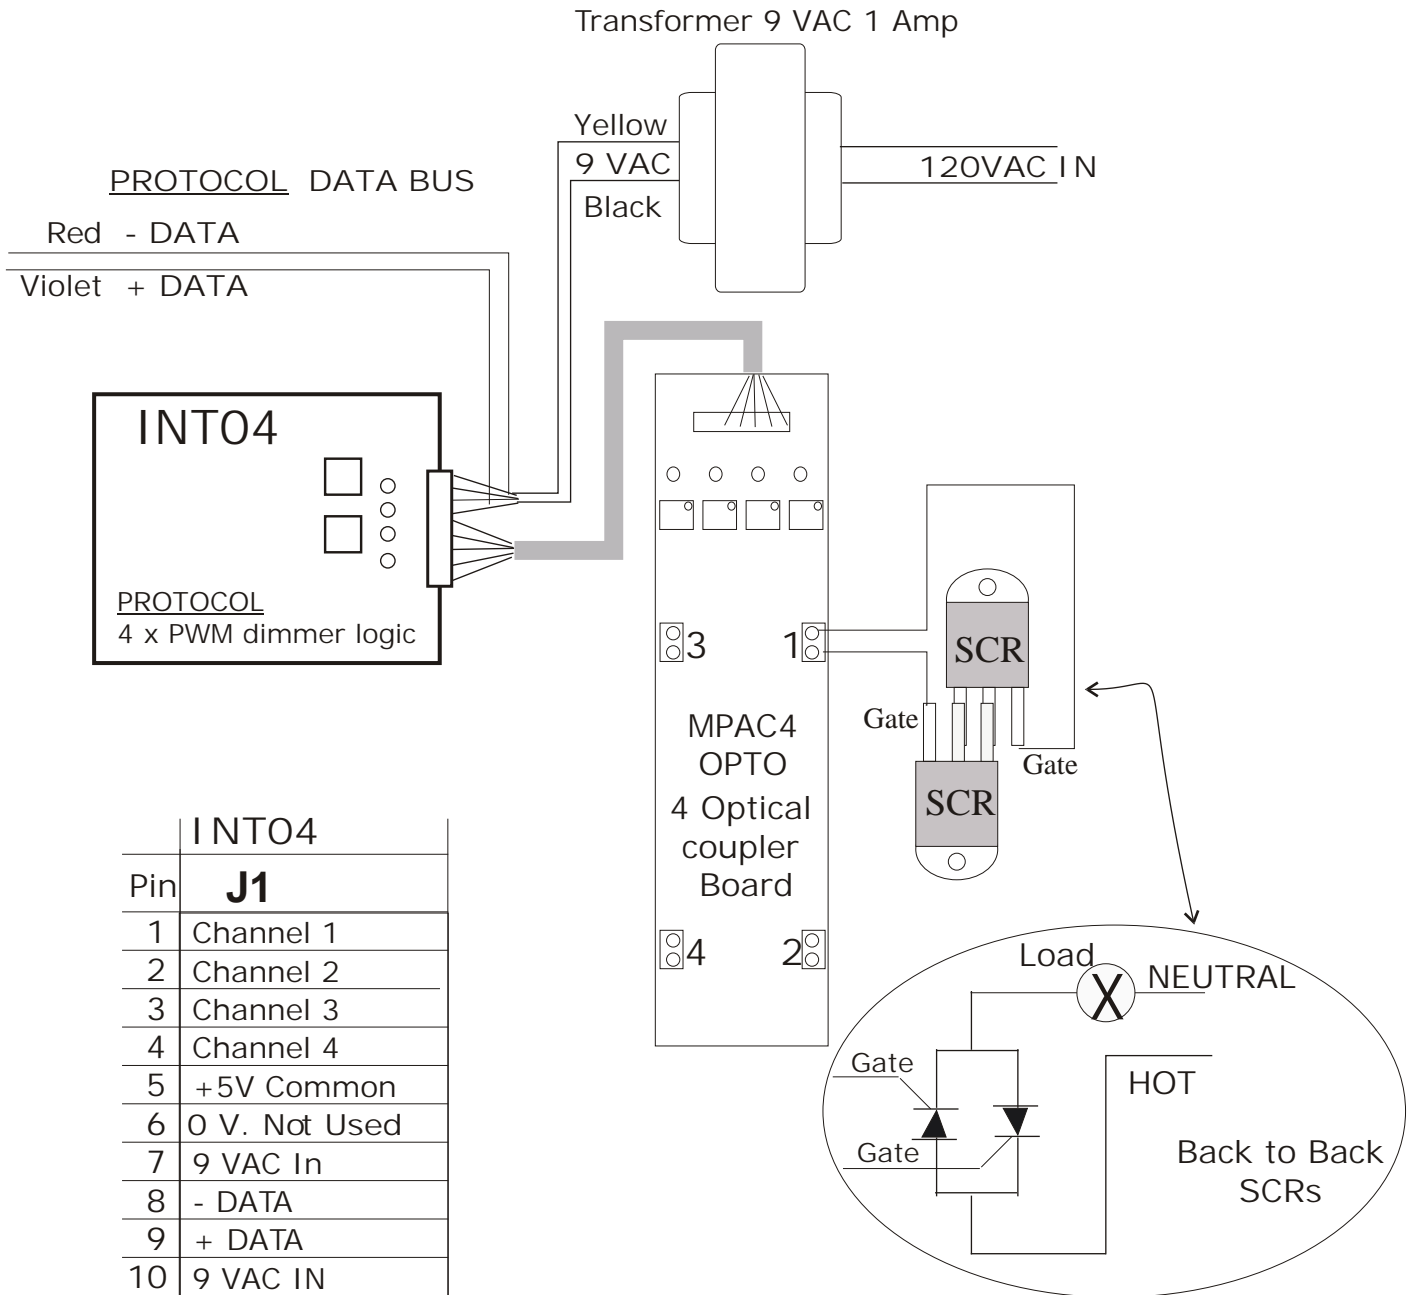 Transformer 9 VAC 1 Amp
Yellow
9 VAC
Black
120VAC IN
PROTOCOL DATA BUS
Red - DATA
Violet + DATA
INT04
PROTOCOL
4 x PWM dimmer logic
3
1
MPAC4
OPTO
4 Optical
coupler
Board
4
2
SCR
Gate
Gate
SCR
INT04
Pin J1
1 Channel 1
2 Channel 2
3 Channel 3
4 Channel 4
5 +5V Common
6 0 V. Not Used
7 9 VAC In
8 - DATA
9 + DATA
10 9 VAC IN
Load
X
NEUTRAL
Gate
HOT
Gate
Back to Back
SCRs